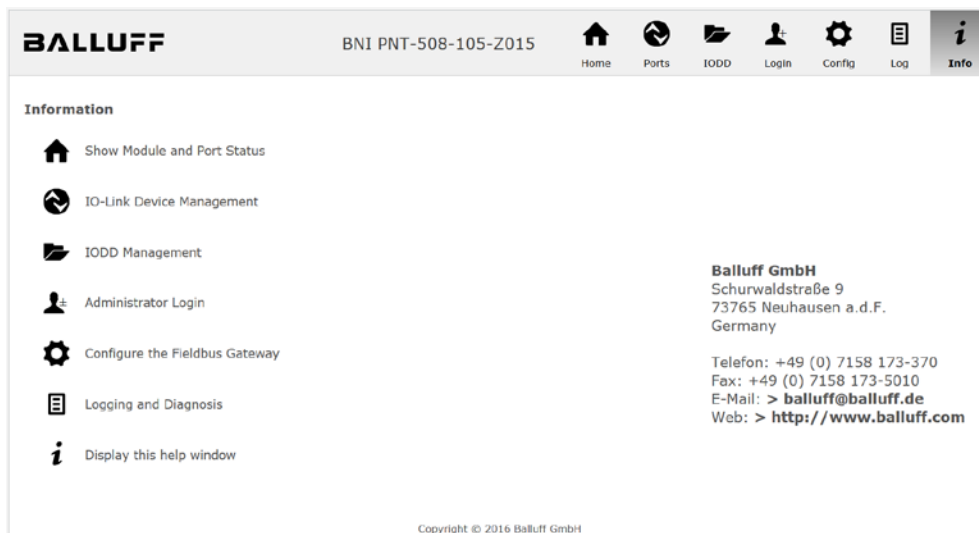 BALLUFF
BNI PNT-508-105-Z015
Home
Ports
IODD
Login
Config
Log
Info
Information
Show Module and Port Status
IO-Link Device Management
IODD Management
Administrator Login
Configure the Fieldbus Gateway
Logging and Diagnosis
Display this help window
Balluff GmbH
Schurwaldstraße 9
73765 Neuhausen a.d.F.
Germany
Telefon: +49 (0) 7158 173-370
Fax: +49 (0) 7158 173-5010
E-Mail: > balluff@balluff.de
Web: > http://www.balluff.com
Copyright © 2016 Balluff GmbH